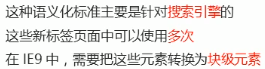 这种语义化标准主要是针对搜索引擎的
这些新标签页面中可以使用多次
在 IE9 中，需要把这些元素转换为块级元素